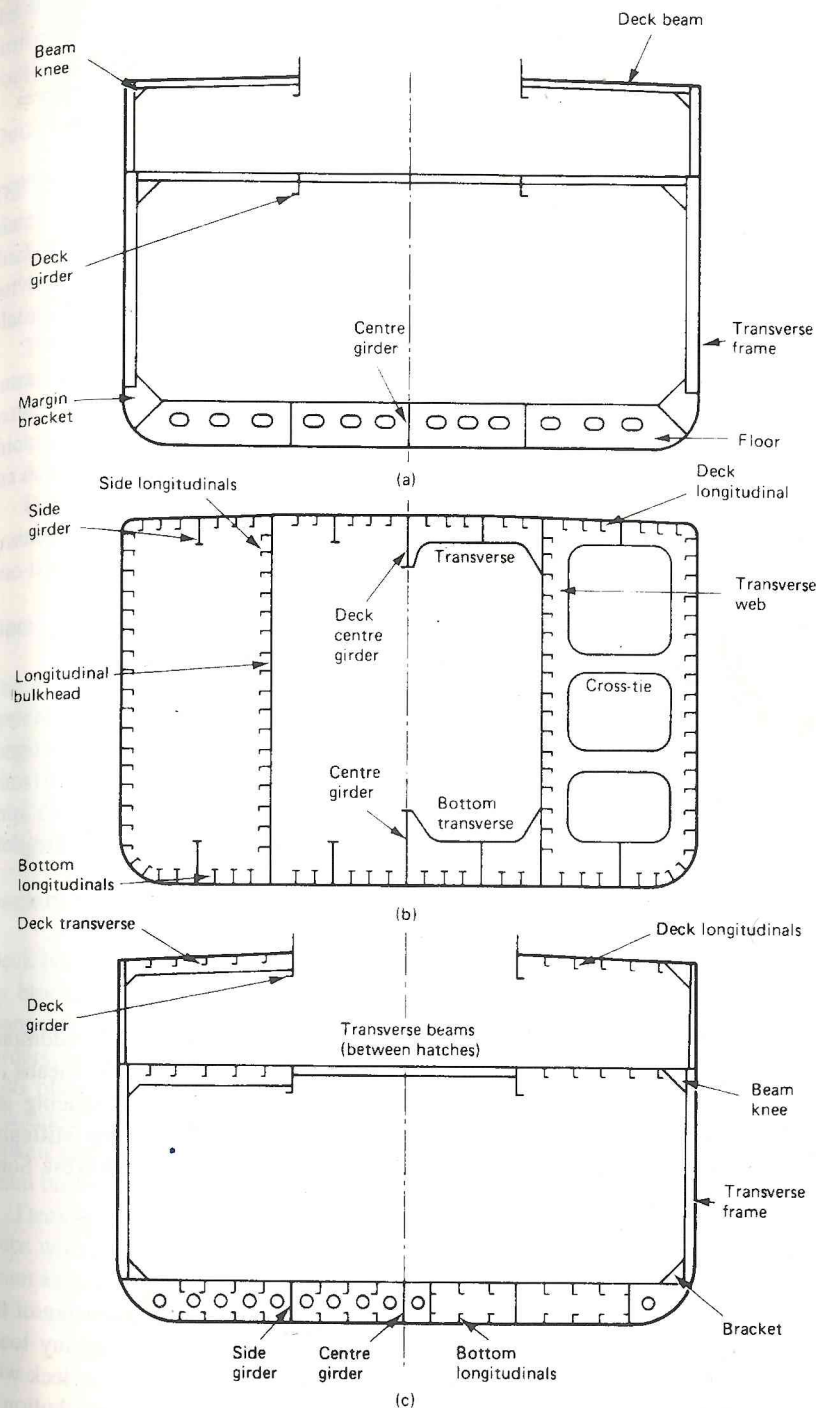 Deck beam
Beam
knee
Deck
girder
Centre
girder
Transverse
frame
Margin
bracket
Floor
(a)
Side longitudinals
Deck
longitudinal
Side
girder
Transverse
Transverse
web
Deck
centre
girder
Longitudinal
bulkhead
Cross-tie
Centre
girder
Bottom
transverse
Bottom
longitudinals
(b)
Deck transverse
Deck longitudinals
Deck
girder
Transverse beams
(between hatches)
Beam
knee
Transverse
frame
Bracket
Side
girder
Centre
girder
Bottom
longitudinals
(c)